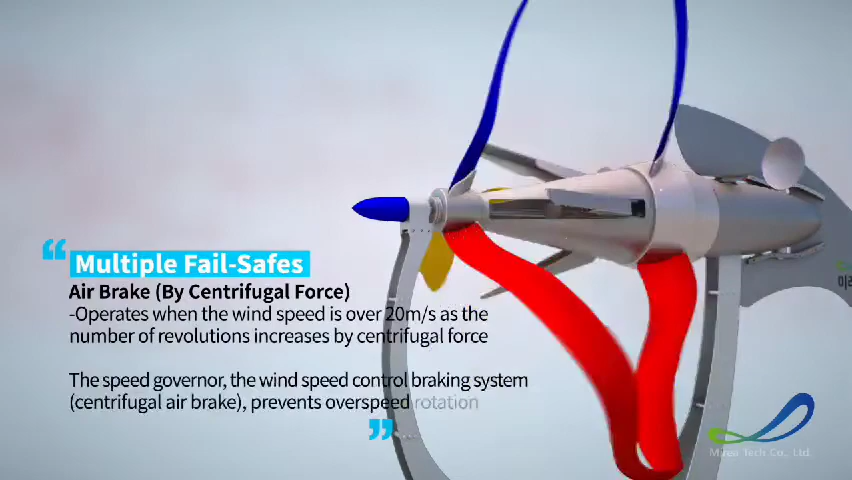 “
Multiple Fail-Safes
Air Brake (By Centrifugal Force)
-Operates when the wind speed is over 20m/s as the
number of revolutions increases by centrifugal force
The speed governor, the wind speed control braking system
(centrifugal air brake), prevents overspeed rotation
”
Mirea Tech Co., Ltd.